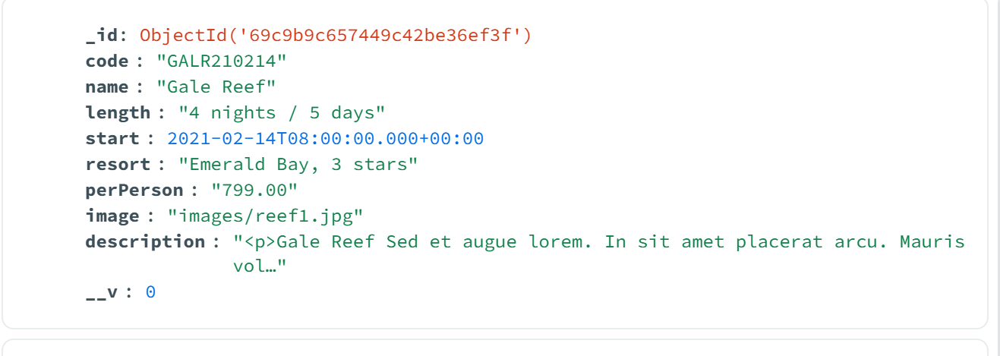 _id: ObjectId('69c9b9c657449c42be36ef3f')
code : "GALR210214"
name : "Gale Reef"
length : "4 nights / 5 days"
start : 2021-02-14T08:00:00.000+00:00
resort : "Emerald Bay, 3 stars"
perPerson : "799.00"
image : "images/reef1.jpg"
description : "<p>Gale Reef Sed et augue lorem. In sit amet placerat arcu. Mauris
vol…"
__v : 0